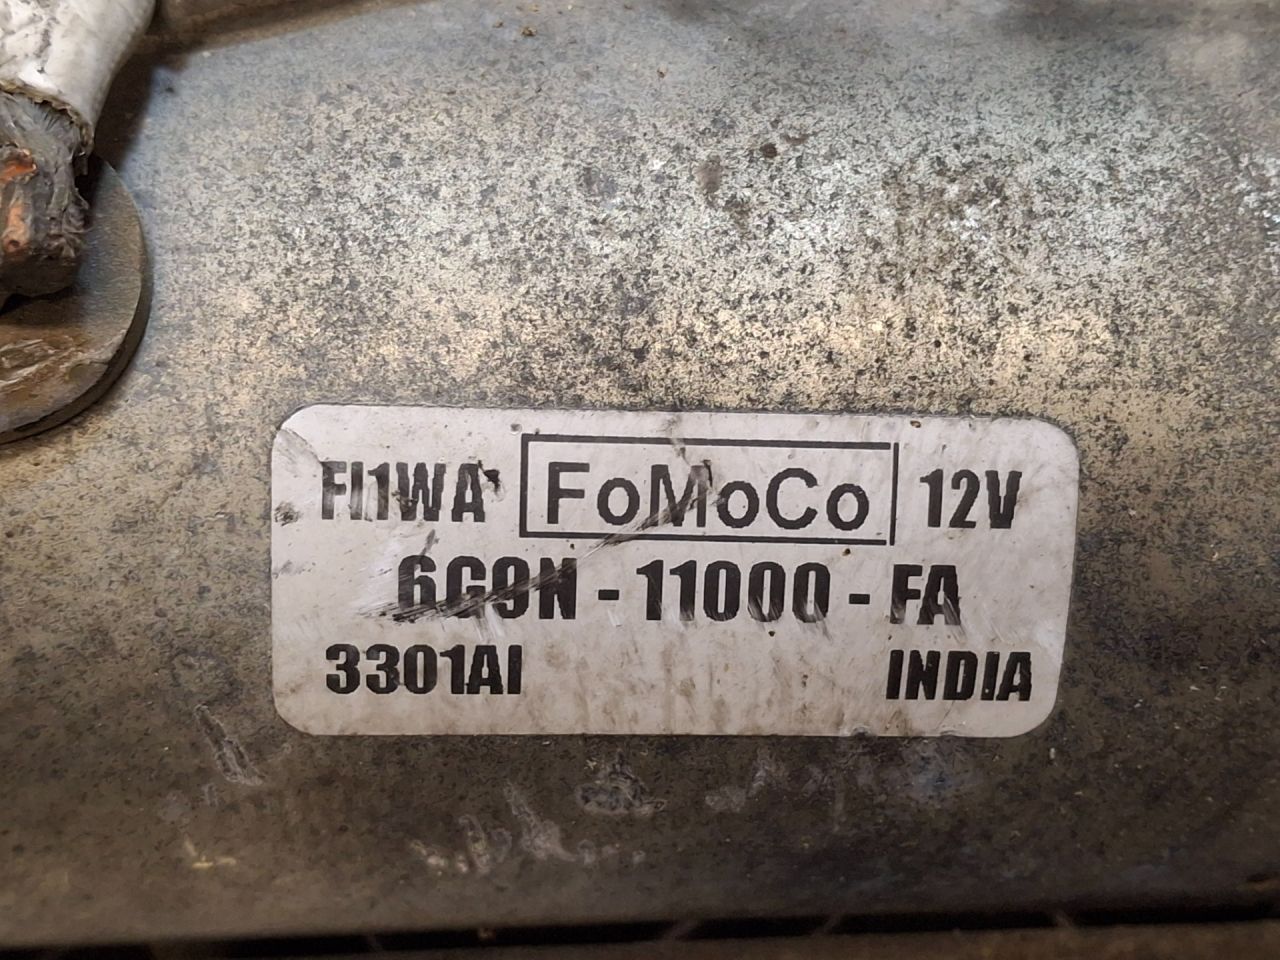 FI1WA FoMoCo 12V
6G9N - 11000 - FA
3301AI INDIA